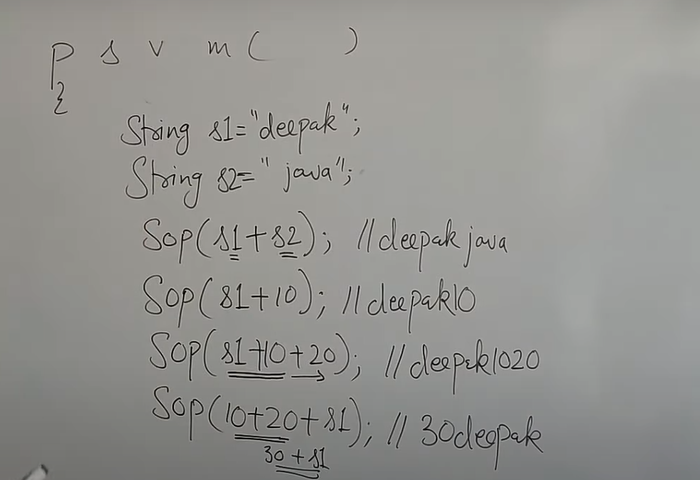 p s v m ( )
{
String s1="deepak";
String s2=" java";
Sop(s1+s2); //deepak java
Sop(s1+10); //deepak10
Sop(s1+10+20); //deepak1020
Sop(10+20+s1); // 30deepak
30 + s1